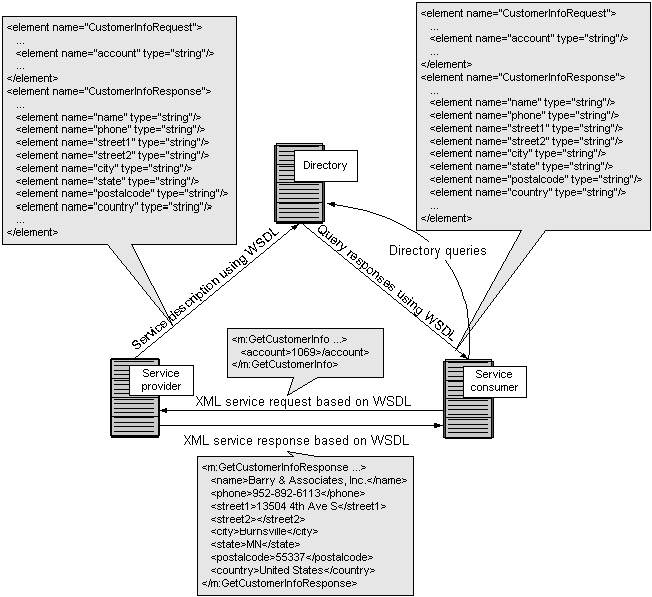 <element name="CustomerInfoRequest">
...
<element name="account" type="string"/>
...
</element>
<element name="CustomerInfoResponse">
...
<element name="name" type="string"/>
<element name="phone" type="string"/>
<element name="street1" type="string"/>
<element name="street2" type="string"/>
<element name="city" type="string"/>
<element name="state" type="string"/>
<element name="postalcode" type="string"/>
<element name="country" type="string"/>
...
</element>
<element name="CustomerInfoRequest">
...
<element name="account" type="string"/>
...
</element>
<element name="CustomerInfoResponse">
...
<element name="name" type="string"/>
<element name="phone" type="string"/>
<element name="street1" type="string"/>
<element name="street2" type="string"/>
<element name="city" type="string"/>
<element name="state" type="string"/>
<element name="postalcode" type="string"/>
<element name="country" type="string"/>
...
</element>
Directory
Service description using WSDL
Query responses using WSDL
Directory queries
<m:GetCustomerInfo ...>
<account>1069>/account>
</m:GetCustomerInfo>
Service
provider
Service
consumer
XML service request based on WSDL
XML service response based on WSDL
<m:GetCustomerInfoResponse ...>
<name>Barry & Associates, Inc.</name>
<phone>952-892-6113</phone>
<street1>13504 4th Ave S</street1>
<street2></street2>
<city>Burnsville</city>
<state>MN</state>
<postalcode>55337</postalcode>
<country>United States</country>
</m:GetCustomerInfoResponse>